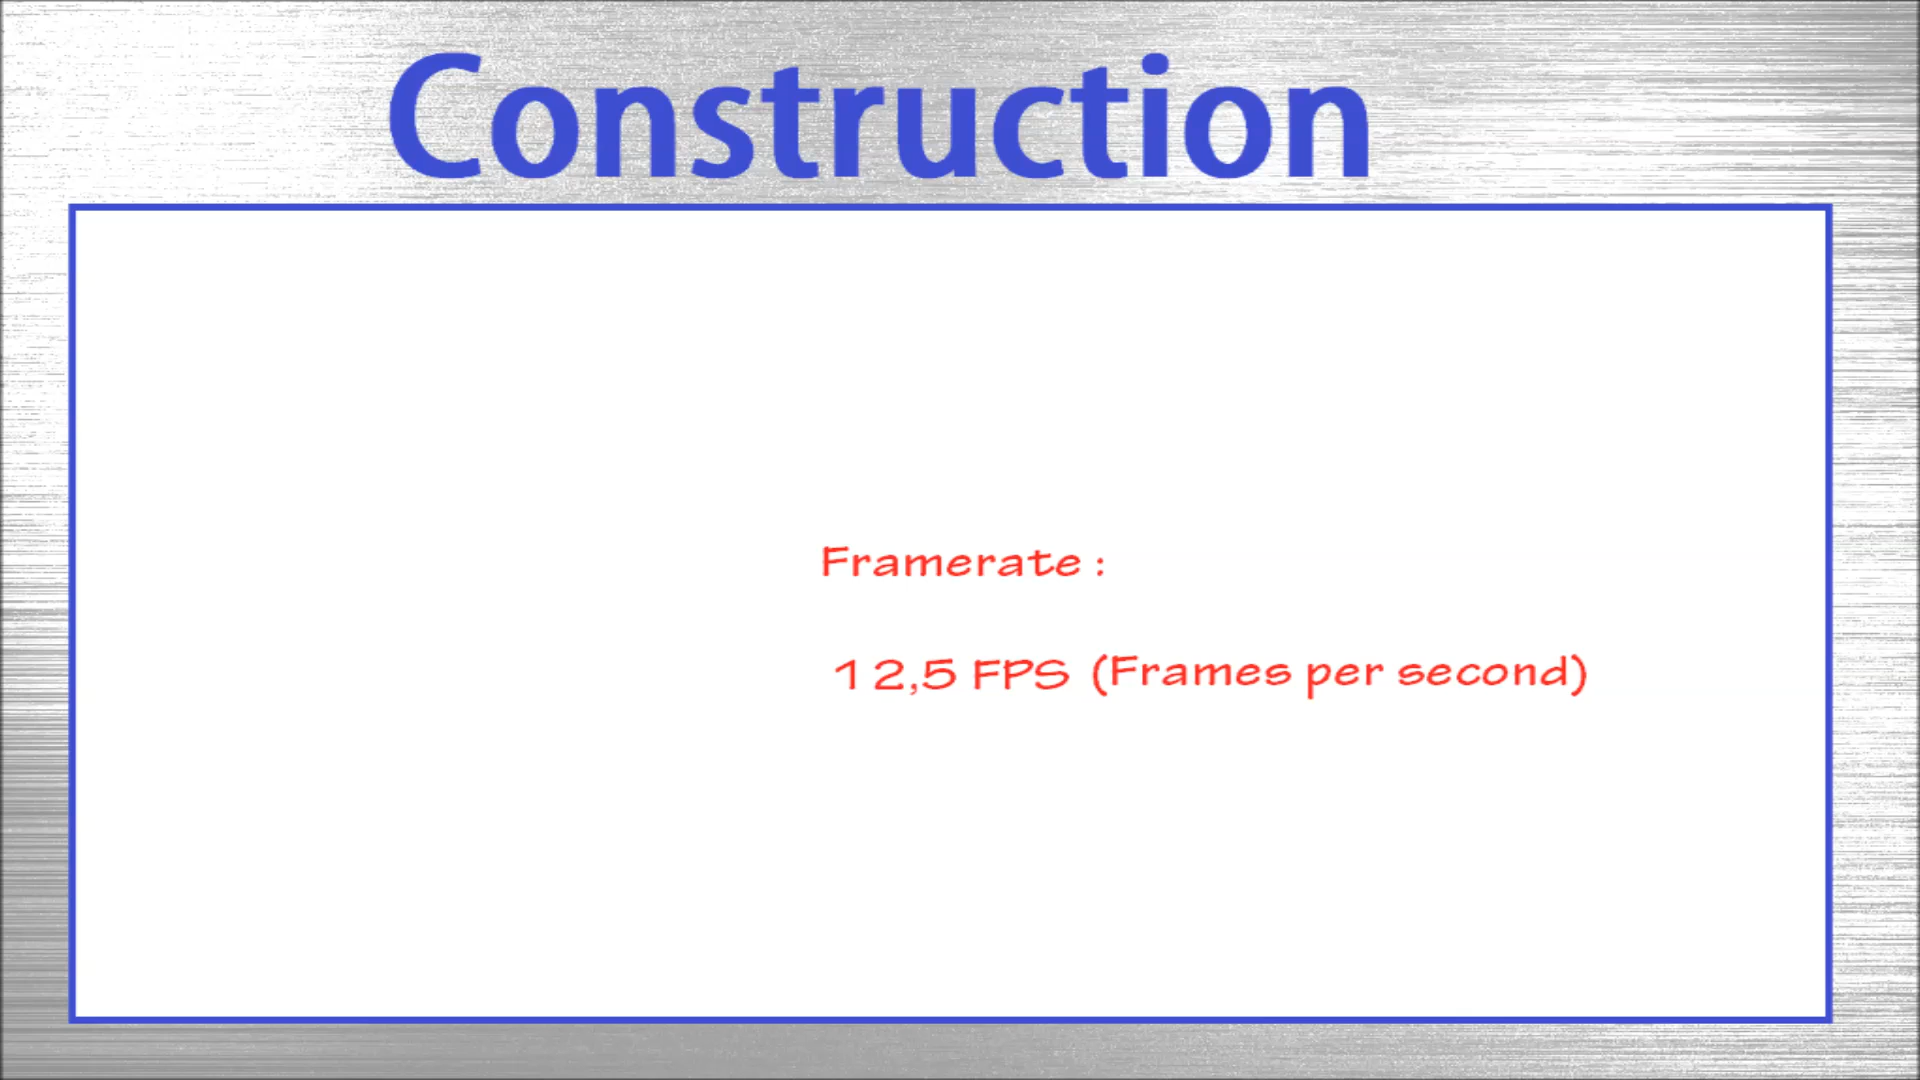 Construction
Framerate :
12,5 FPS (Frames per second)